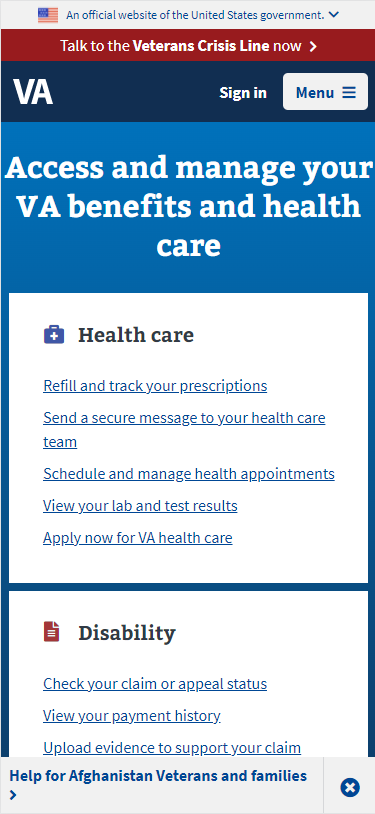 An official website of the United States government.
Talk to the Veterans Crisis Line now
VA
Sign in
Menu
Access and manage your
VA benefits and health
care
Health care
Refill and track your prescriptions
Send a secure message to your health care
team
Schedule and manage health appointments
View your lab and test results
Apply now for VA health care
Disability
Check your claim or appeal status
View your payment history
Upload evidence to support your claim
Help for Afghanistan Veterans and families